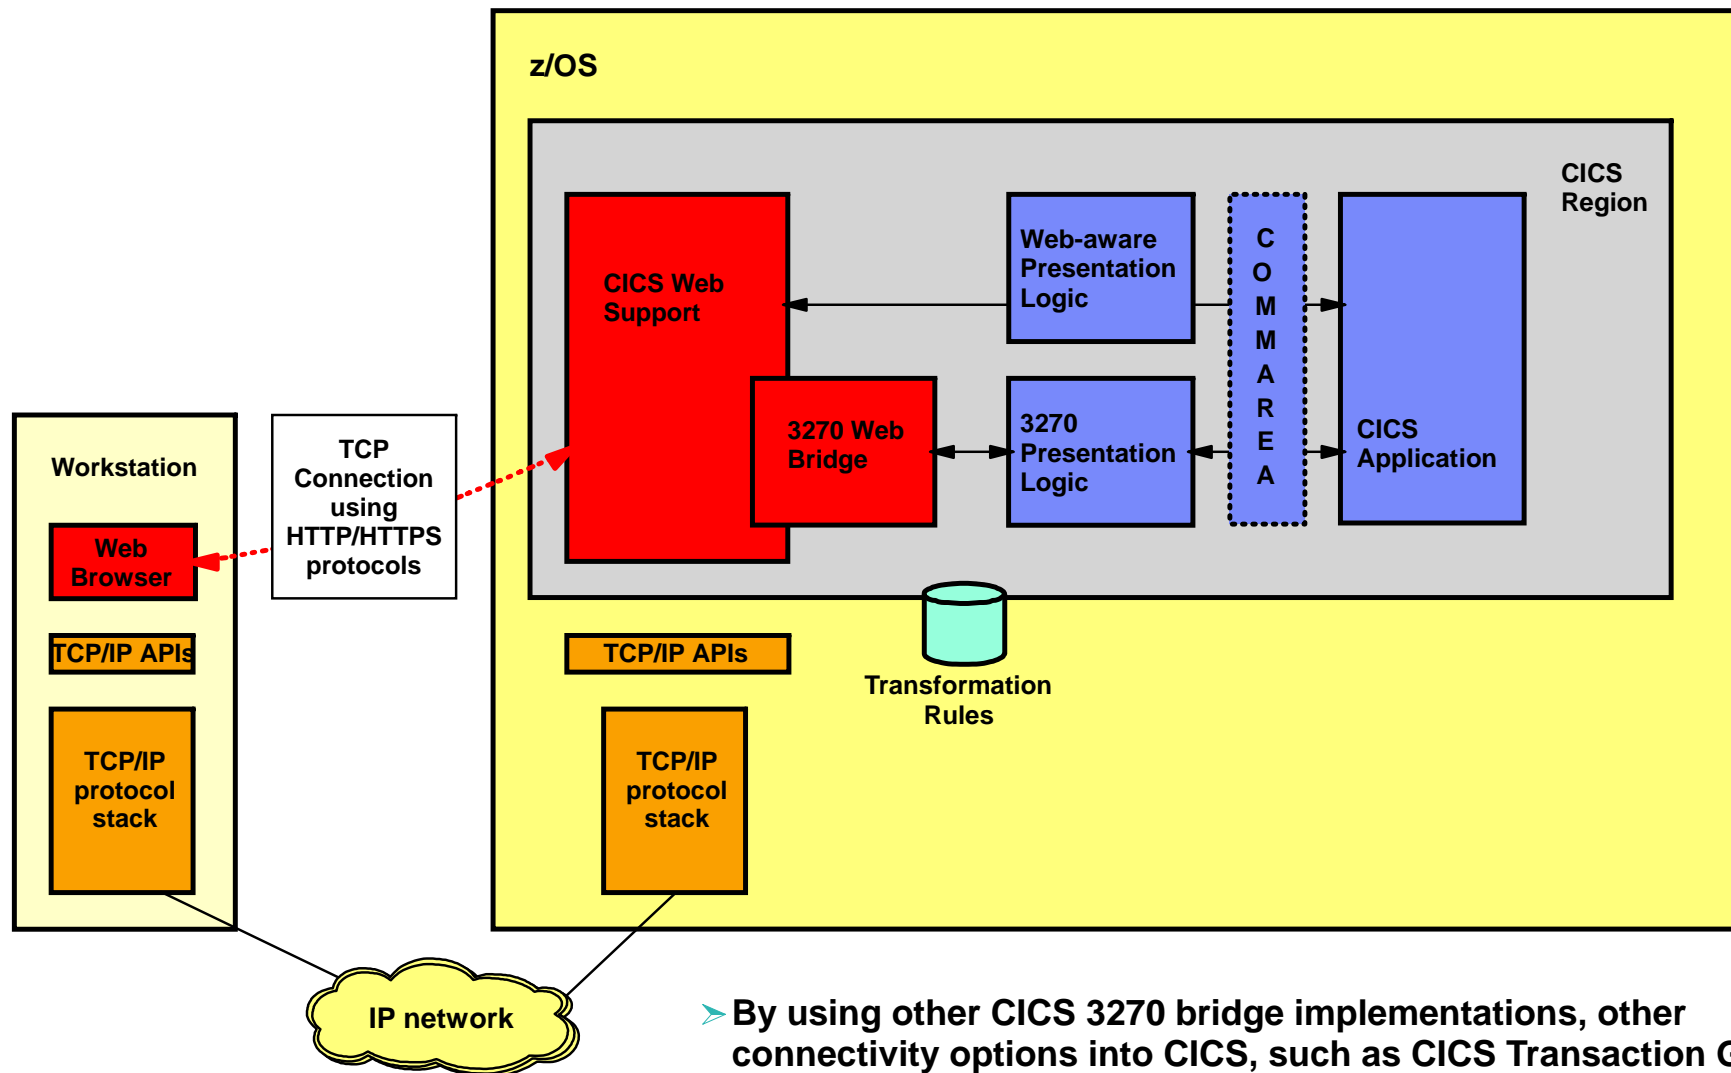 z/OS
CICS
Region
CICS Web
Support
Web-aware
Presentation
Logic
C
O
M
M
A
R
E
A
3270 Web
Bridge
3270
Presentation
Logic
CICS
Application
Workstation
TCP
Connection
using
HTTP/HTTPS
protocols
Web
Browser
TCP/IP APIs
TCP/IP APIs
Transformation
Rules
TCP/IP
protocol
stack
TCP/IP
protocol
stack
IP network
➢By using other CICS 3270 bridge implementations, other
connectivity options into CICS, such as CICS Transaction